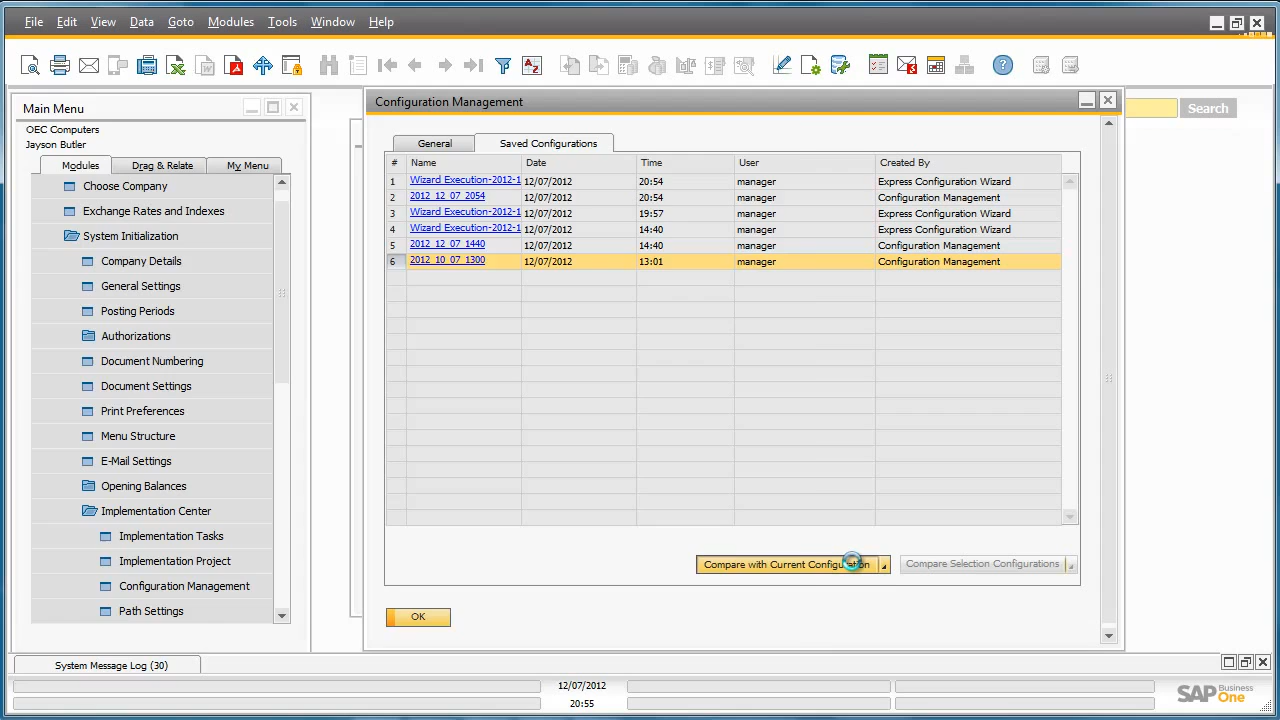 File Edit View Data Goto Modules Tools Window Help
Search
Main Menu
OEC Computers
Jayson Butler
Modules Drag & Relate My Menu
Choose Company
Exchange Rates and Indexes
System Initialization
Company Details
General Settings
Posting Periods
Authorizations
Document Numbering
Document Settings
Print Preferences
Menu Structure
E-Mail Settings
Opening Balances
Implementation Center
Implementation Tasks
Implementation Project
Configuration Management
Path Settings
Configuration Management
General Saved Configurations
# Name Date Time User Created By
1 Wizard Execution-2012-1 12/07/2012 20:54 manager Express Configuration Wizard
2 2012_12_07_2054 12/07/2012 20:54 manager Configuration Management
3 Wizard Execution-2012-1 12/07/2012 19:57 manager Express Configuration Wizard
4 Wizard Execution-2012-1 12/07/2012 14:40 manager Express Configuration Wizard
5 2012_12_07_1440 12/07/2012 14:40 manager Configuration Management
6 2012_10_07_1300 12/07/2012 13:01 manager Configuration Management
Compare with Current Configuration Compare Selection Configurations
OK
System Message Log (30)
12/07/2012
20:55
SAP Business One